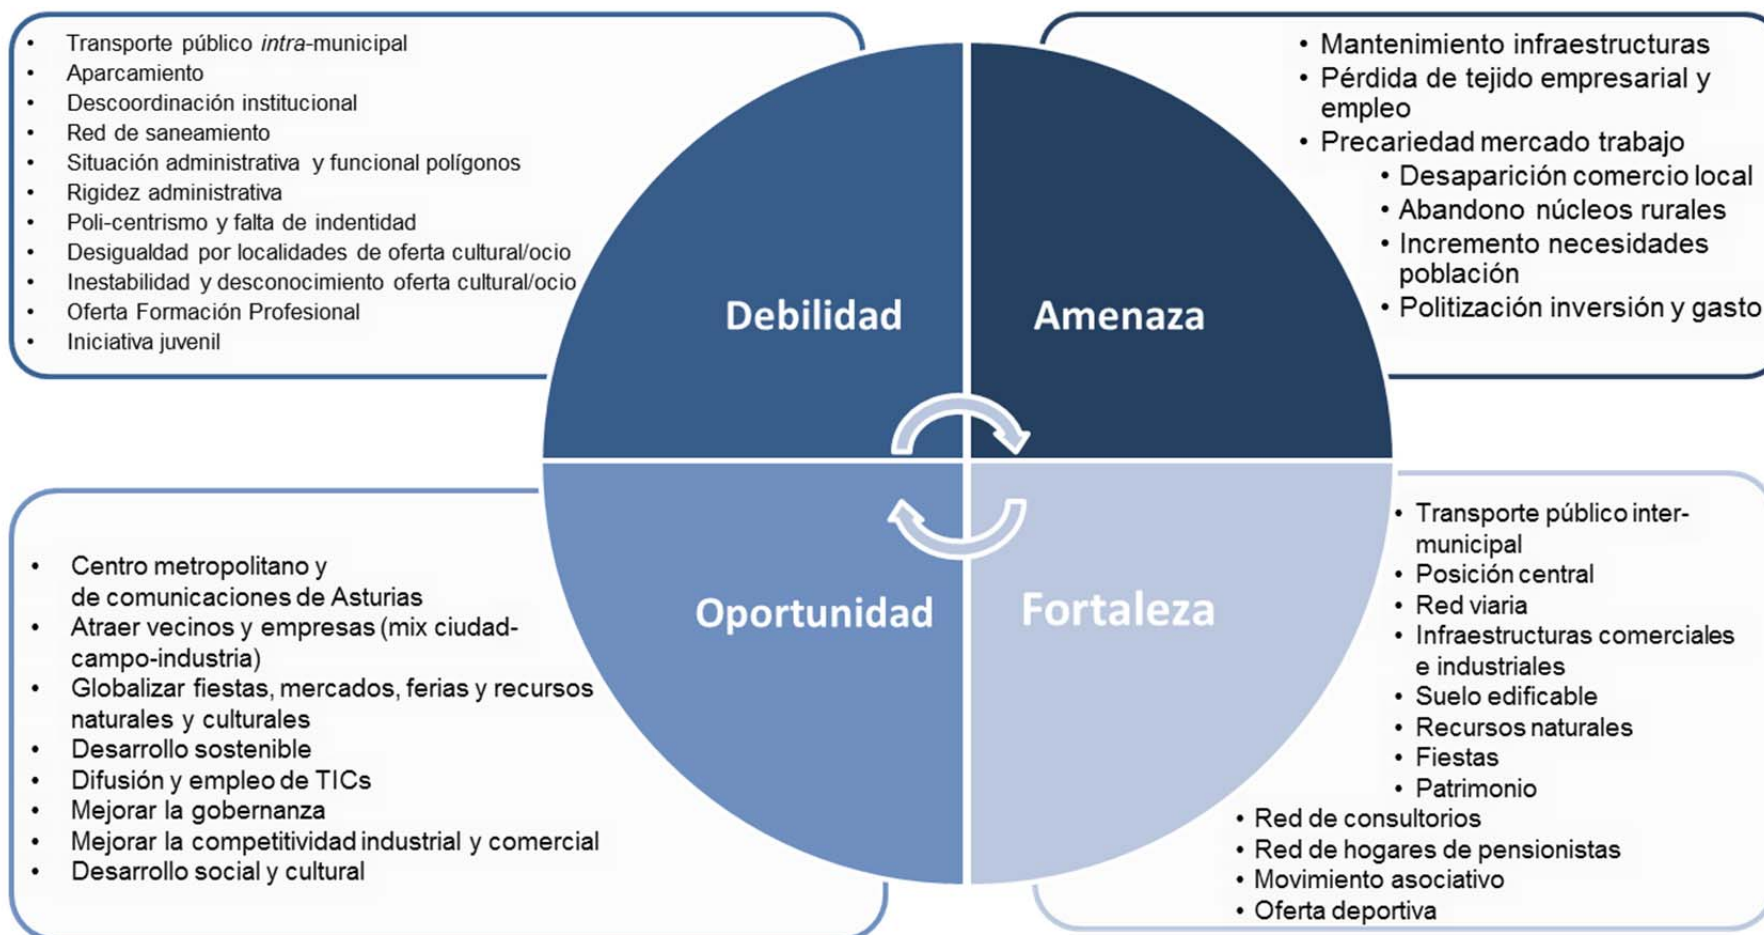 • Transporte público intra-municipal
• Aparcamiento
• Descoordinación institucional
• Red de saneamiento
• Situación administrativa y funcional polígonos
• Rigidez administrativa
• Poli-centrismo y falta de indentidad
• Desigualdad por localidades de oferta cultural/ocio
• Inestabilidad y desconocimiento oferta cultural/ocio
• Oferta Formación Profesional
• Iniciativa juvenil
Debilidad
• Mantenimiento infraestructuras
• Pérdida de tejido empresarial y
empleo
• Precariedad mercado trabajo
• Desaparición comercio local
• Abandono núcleos rurales
• Incremento necesidades
población
• Politización inversión y gasto
Amenaza
• Centro metropolitano y
de comunicaciones de Asturias
• Atraer vecinos y empresas (mix ciudad-
campo-industria)
• Globalizar fiestas, mercados, ferias y recursos
naturales y culturales
• Desarrollo sostenible
• Difusión y empleo de TICs
• Mejorar la gobernanza
• Mejorar la competitividad industrial y comercial
• Desarrollo social y cultural
Oportunidad
Fortaleza
• Transporte público inter-
municipal
• Posición central
• Red viaria
• Infraestructuras comerciales
e industriales
• Suelo edificable
• Recursos naturales
• Fiestas
• Patrimonio
• Red de consultorios
• Red de hogares de pensionistas
• Movimiento asociativo
• Oferta deportiva